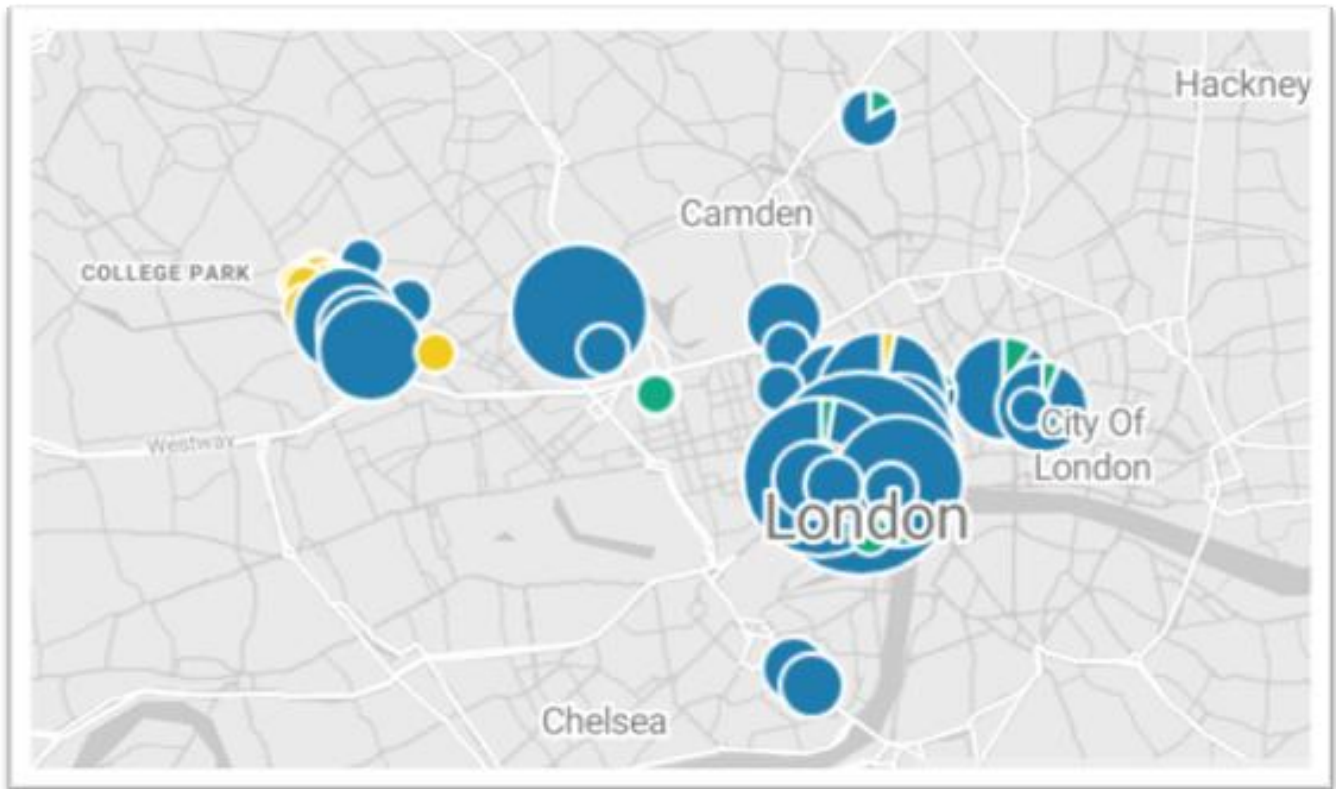 Hackney
Camden
COLLEGE PARK
City Of
London
Westway
London
Chelsea